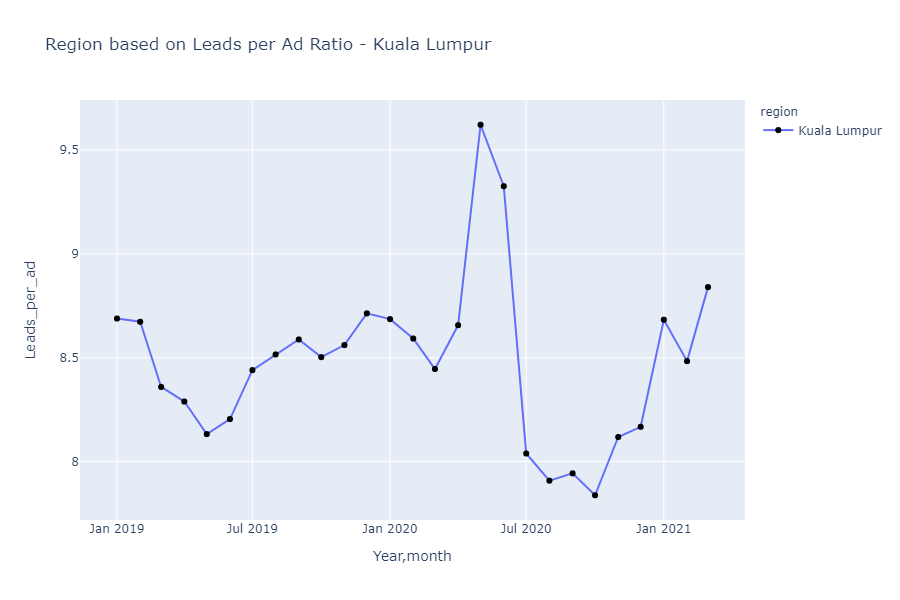 Region based on Leads per Ad Ratio - Kuala Lumpur
region
Kuala Lumpur
9.5
9
8.5
8
Leads_per_ad
Jan 2019
Jul 2019
Jan 2020
Jul 2020
Jan 2021
Year,month